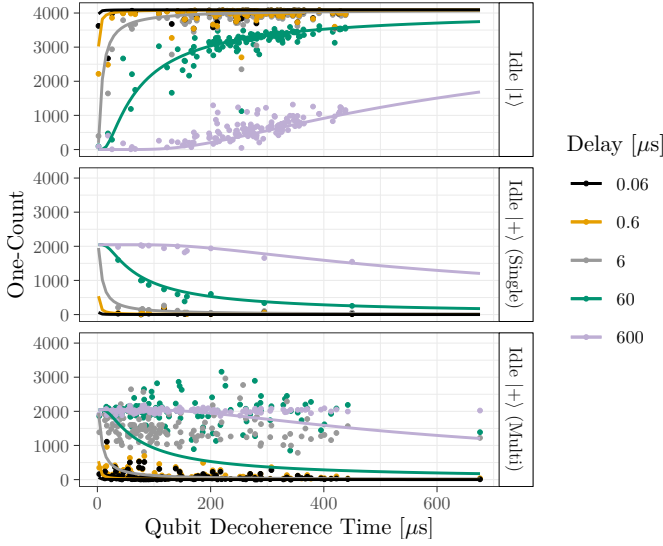 4000
3000
2000
1000
0
Idle |1⟩
4000
3000
2000
1000
0
Idle |+⟩ (Single)
4000
3000
2000
1000
0
Idle |+⟩ (Multi)
One-Count
0 200 400 600
Qubit Decoherence Time [μs]
Delay [μs]
0.06
0.6
6
60
600